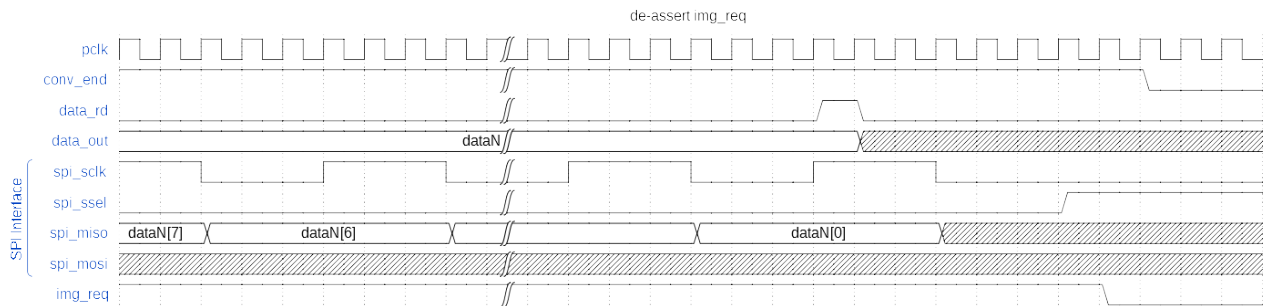 de-assert img_req
pclk
conv_end
data_rd
data_out
dataN
spi_sclk
spi_ssel
spi_miso
dataN[7]
dataN[6]
dataN[0]
spi_mosi
img_req
SPI Interface